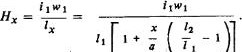 H_x = \frac{i_1 w_1}{l_x} = \frac{i_1 w_1}{l_1 \left[ 1 + \frac{x}{a} \left( \frac{l_2}{l_1} - 1 \right) \right]}.